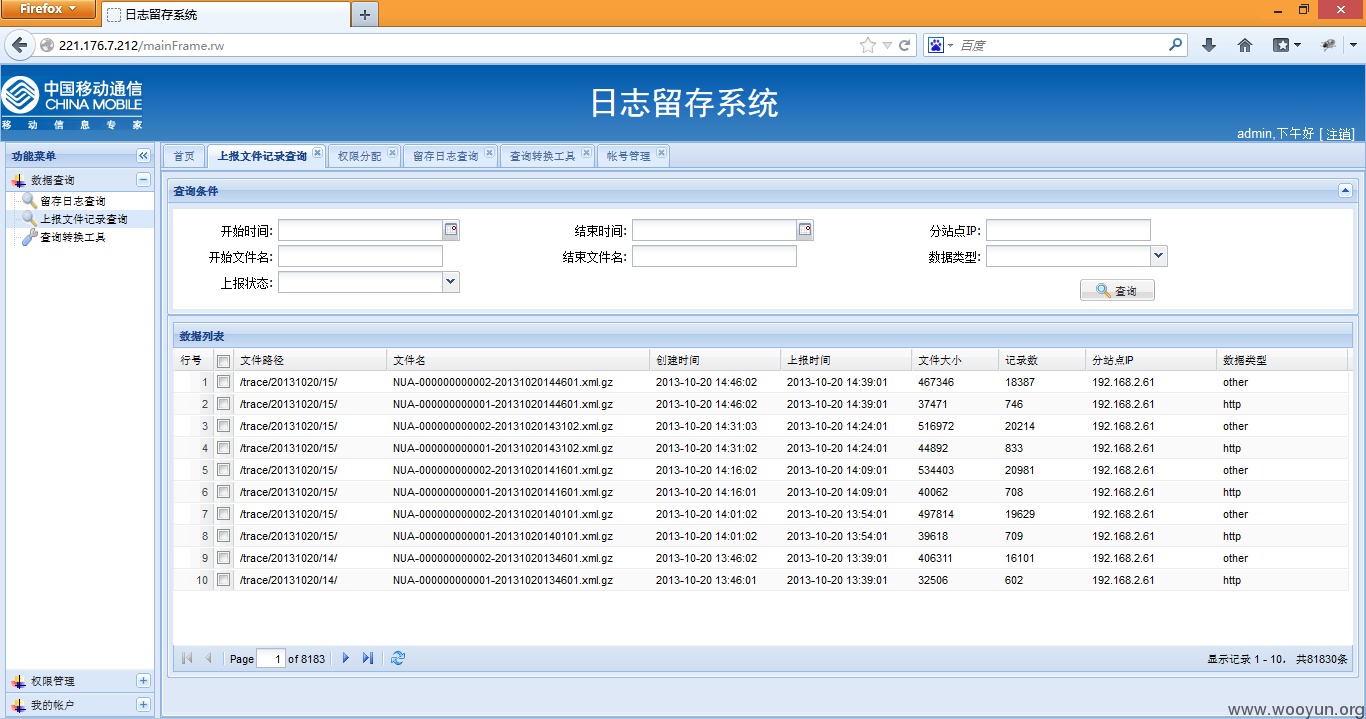 Firefox
日志留存系统
221.176.7.212/mainFrame.rw
百度
中国移动通信
CHINA MOBILE
移动信息专家
日志留存系统
admin,下午好 [注销]
功能菜单
数据查询
留存日志查询
上报文件记录查询
查询转换工具
权限管理
我的帐户
首页 上报文件记录查询 权限分配 留存日志查询 查询转换工具 帐号管理
查询条件
开始时间: 结束时间: 分站点IP:
开始文件名: 结束文件名: 数据类型:
上报状态: 查询
数据列表
行号 文件路径 文件名 创建时间 上报时间 文件大小 记录数 分站点IP 数据类型
1 /trace/20131020/15/ NUA-000000000002-20131020144601.xml.gz 2013-10-20 14:46:02 2013-10-20 14:39:01 467346 18387 192.168.2.61 other
2 /trace/20131020/15/ NUA-000000000001-20131020144601.xml.gz 2013-10-20 14:46:02 2013-10-20 14:39:01 37471 746 192.168.2.61 http
3 /trace/20131020/15/ NUA-000000000002-20131020143102.xml.gz 2013-10-20 14:31:03 2013-10-20 14:24:01 516972 20214 192.168.2.61 other
4 /trace/20131020/15/ NUA-000000000001-20131020143102.xml.gz 2013-10-20 14:31:02 2013-10-20 14:24:01 44892 833 192.168.2.61 http
5 /trace/20131020/15/ NUA-000000000002-20131020141601.xml.gz 2013-10-20 14:16:02 2013-10-20 14:09:01 534403 20981 192.168.2.61 other
6 /trace/20131020/15/ NUA-000000000001-20131020141601.xml.gz 2013-10-20 14:16:01 2013-10-20 14:09:01 40062 708 192.168.2.61 http
7 /trace/20131020/15/ NUA-000000000002-20131020140101.xml.gz 2013-10-20 14:01:02 2013-10-20 13:54:01 497814 19629 192.168.2.61 other
8 /trace/20131020/15/ NUA-000000000001-20131020140101.xml.gz 2013-10-20 14:01:02 2013-10-20 13:54:01 39618 709 192.168.2.61 http
9 /trace/20131020/14/ NUA-000000000002-20131020134601.xml.gz 2013-10-20 13:46:02 2013-10-20 13:39:01 406311 16101 192.168.2.61 other
10 /trace/20131020/14/ NUA-000000000001-20131020134601.xml.gz 2013-10-20 13:46:01 2013-10-20 13:39:01 32506 602 192.168.2.61 http
Page 1 of 8183 显示记录 1 - 10， 共81830条
www.wooyun.org